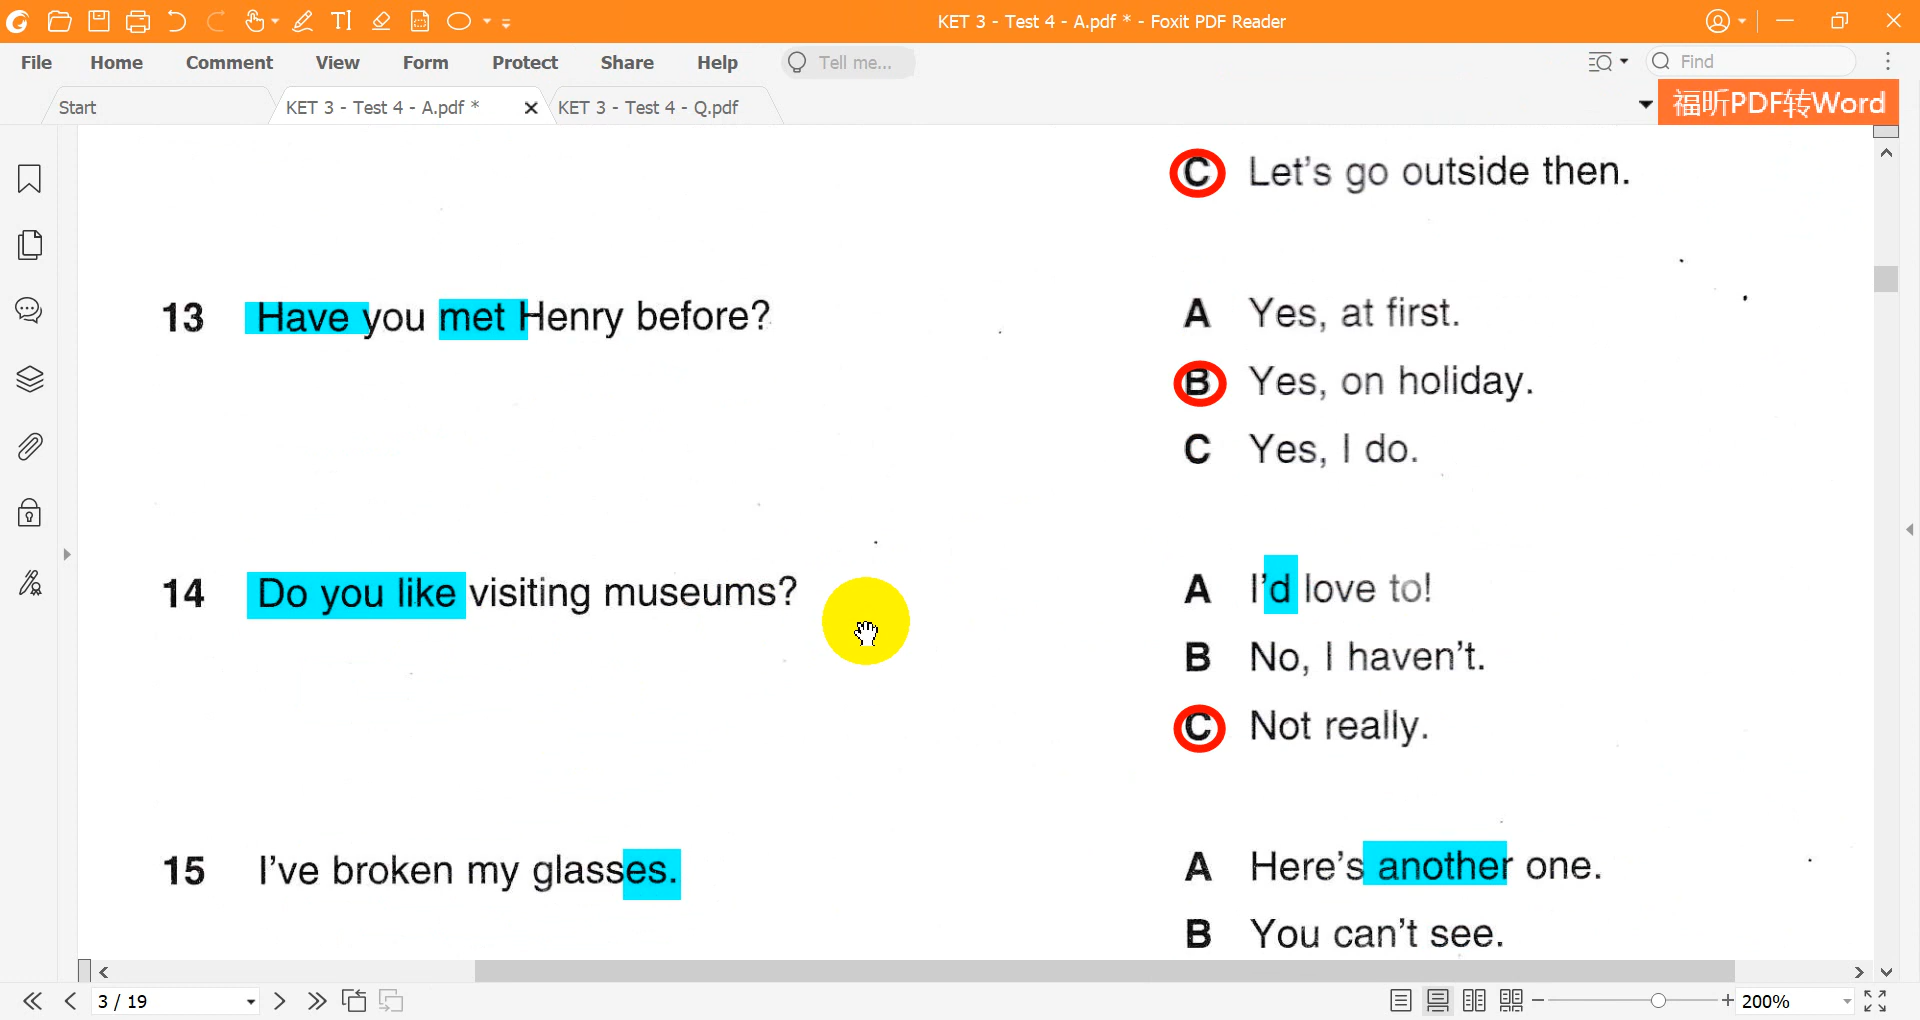 KET 3 - Test 4 - A.pdf * - Foxit PDF Reader
File Home Comment View Form Protect Share Help Tell me... Find
Start KET 3 - Test 4 - A.pdf * KET 3 - Test 4 - Q.pdf 福昕PDF转Word
C Let's go outside then.
13 Have you met Henry before?
A Yes, at first.
B Yes, on holiday.
C Yes, I do.
14 Do you like visiting museums?
A I'd love to!
B No, I haven't.
C Not really.
15 I've broken my glasses.
A Here's another one.
B You can't see.
3 / 19 200%